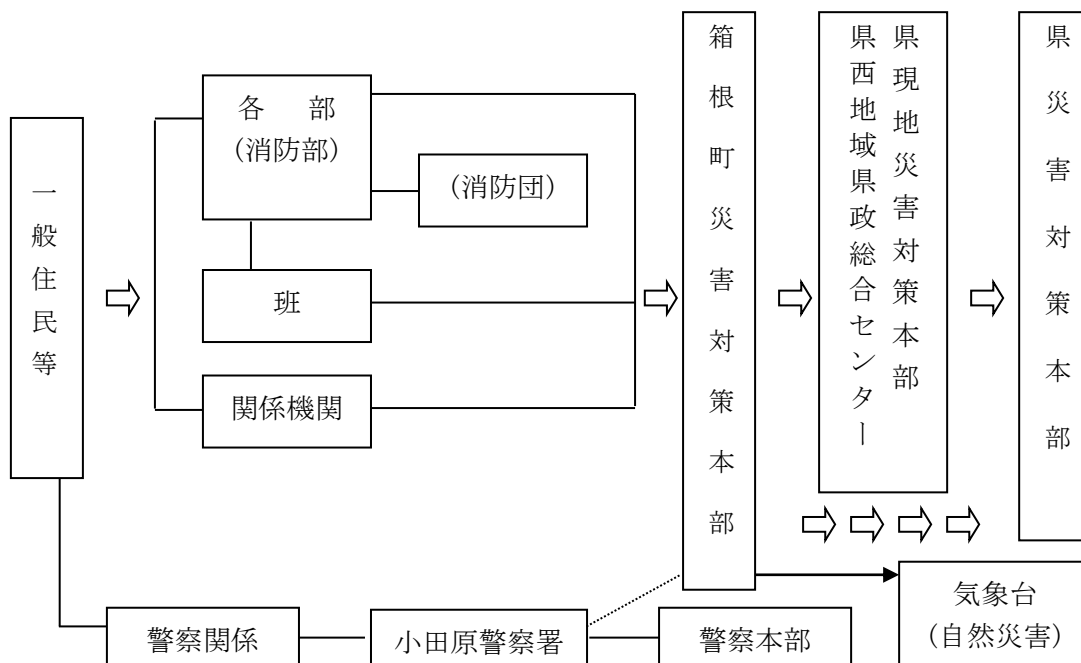 一般住民等
各　部
（消防部）
（消防団）
班
関係機関
箱根町災害対策本部
県現地災害対策本部
県西地域県政総合センター
県災害対策本部
警察関係
小田原警察署
警察本部
気象台
（自然災害）